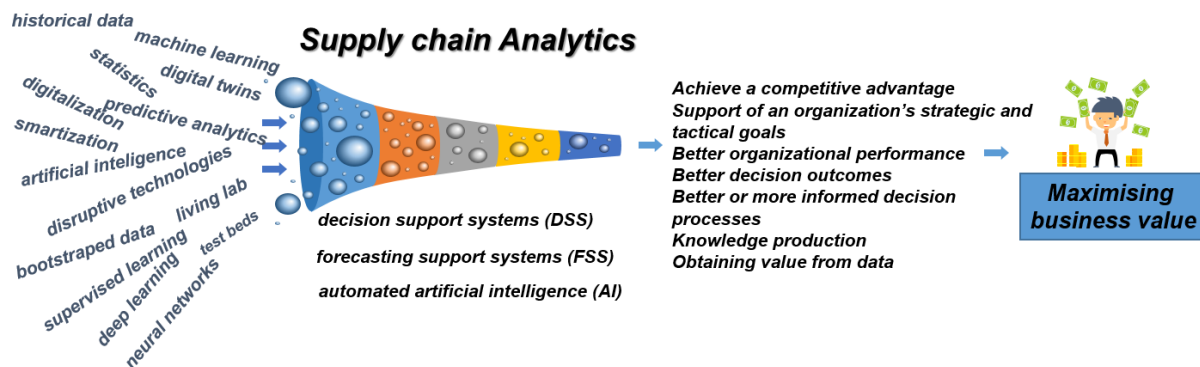 historical data
machine learning
statistics
digital twins
digitalization
predictive analytics
smartization
artificial inteligence
disruptive technologies
living lab
bootstraped data
test beds
supervised learning
deep learning
neural networks
Supply chain Analytics
decision support systems (DSS)
forecasting support systems (FSS)
automated artificial intelligence (AI)
Achieve a competitive advantage
Support of an organization's strategic and
tactical goals
Better organizational performance
Better decision outcomes
Better or more informed decision
processes
Knowledge production
Obtaining value from data
Maximising
business value